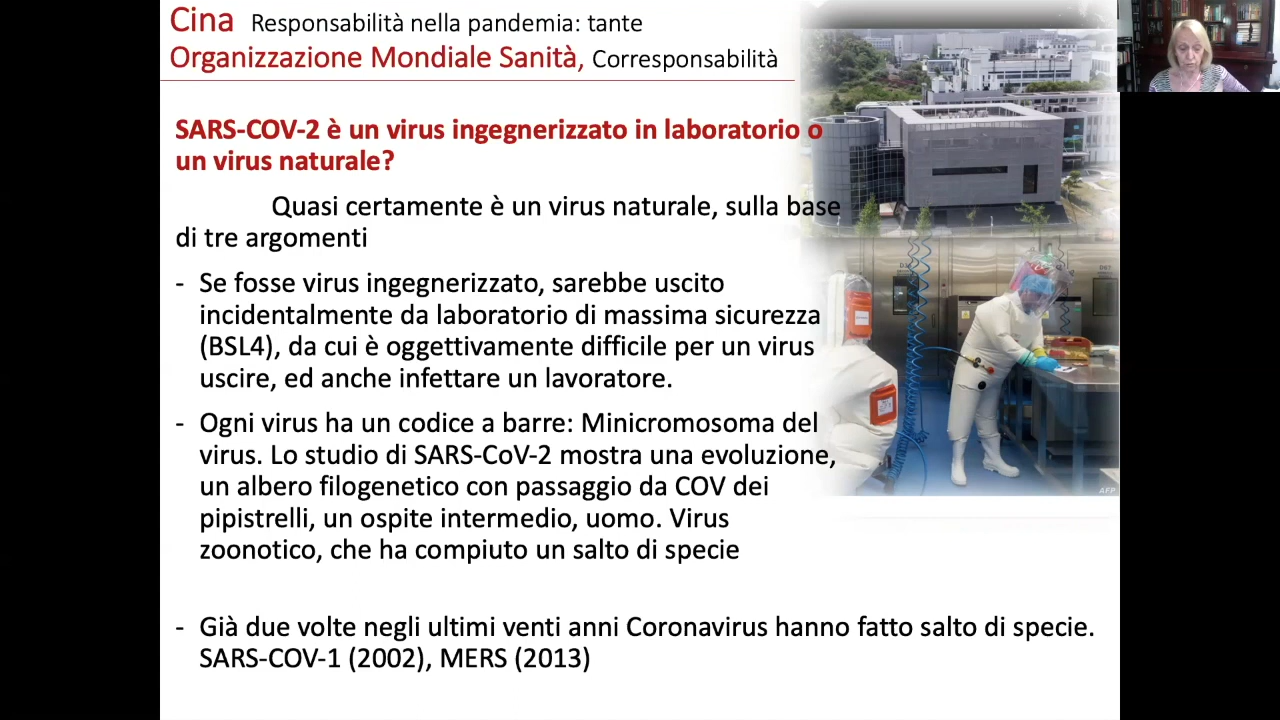 Cina Responsabilità nella pandemia: tante
Organizzazione Mondiale Sanità, Corresponsabilità
SARS-COV-2 è un virus ingegnerizzato in laboratorio o
un virus naturale?
Quasi certamente è un virus naturale, sulla base
di tre argomenti
- Se fosse virus ingegnerizzato, sarebbe uscito
incidentalmente da laboratorio di massima sicurezza
(BSL4), da cui è oggettivamente difficile per un virus
uscire, ed anche infettare un lavoratore.
- Ogni virus ha un codice a barre: Minicromosoma del
virus. Lo studio di SARS-CoV-2 mostra una evoluzione,
un albero filogenetico con passaggio da COV dei
pipistrelli, un ospite intermedio, uomo. Virus
zoonotico, che ha compiuto un salto di specie
- Già due volte negli ultimi venti anni Coronavirus hanno fatto salto di specie.
SARS-COV-1 (2002), MERS (2013)
AFP